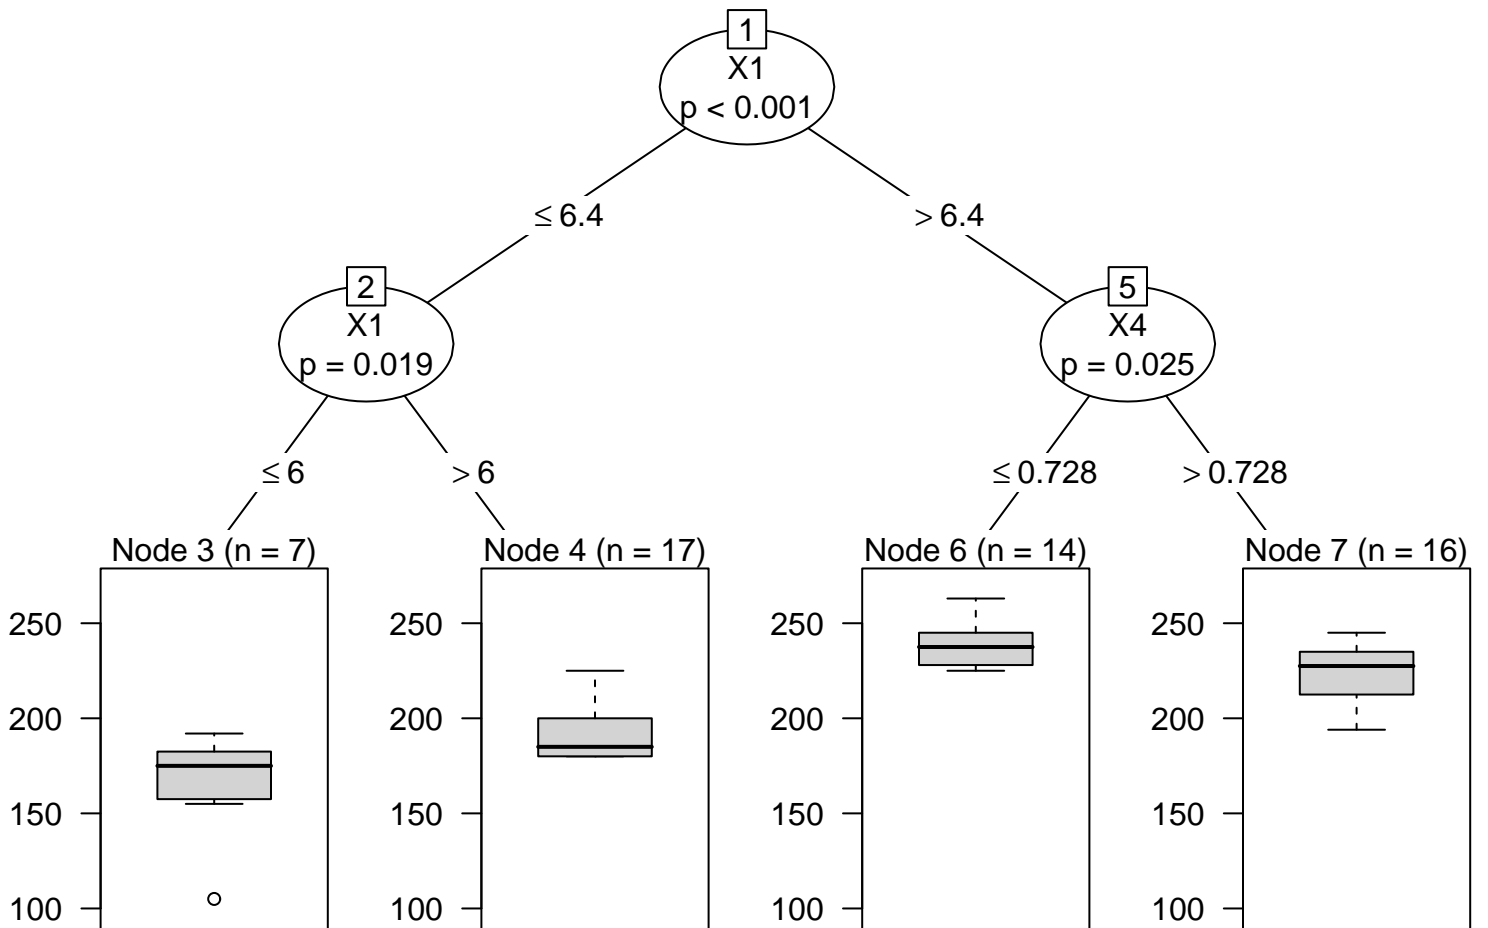 1
X1
p < 0.001
≤ 6.4
> 6.4
2
X1
p = 0.019
5
X4
p = 0.025
≤ 6
> 6
≤ 0.728
> 0.728
Node 3 (n = 7)
250
200
150
100
Node 4 (n = 17)
250
200
150
100
Node 6 (n = 14)
250
200
150
100
Node 7 (n = 16)
250
200
150
100